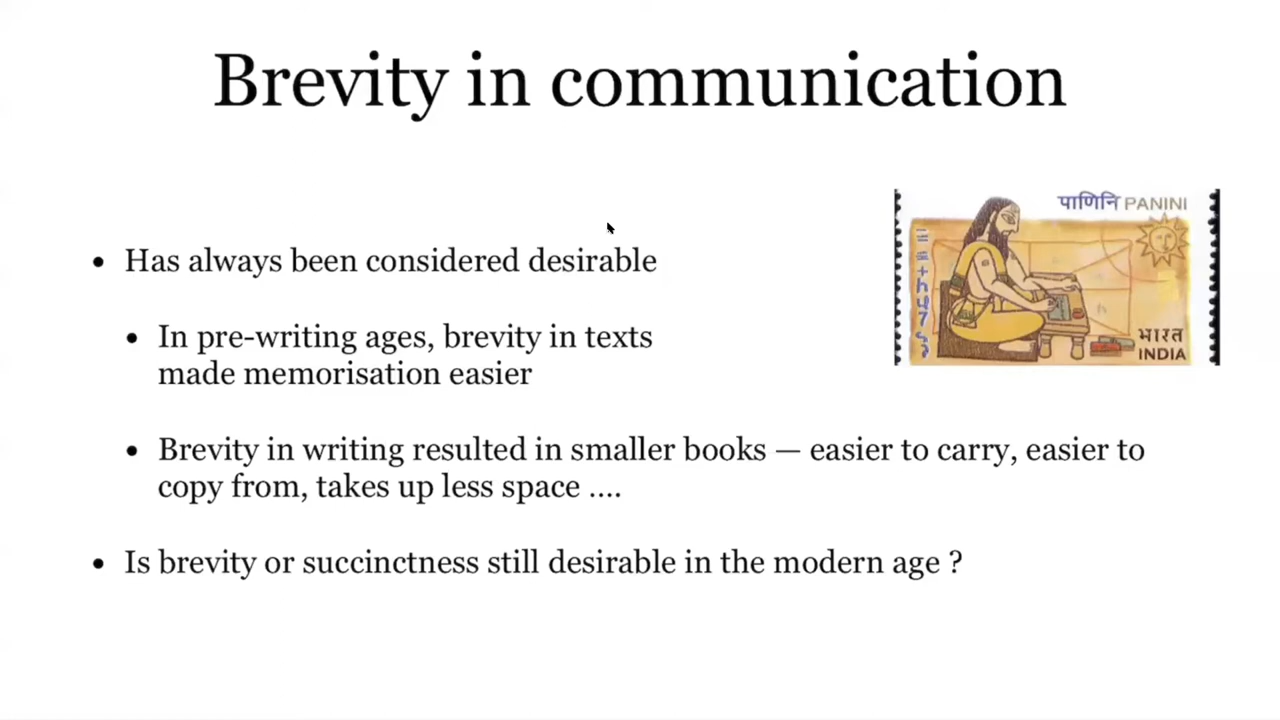 Brevity in communication
पाणिनि PANINI
• Has always been considered desirable
• In pre-writing ages, brevity in texts
made memorisation easier
भारत
INDIA
• Brevity in writing resulted in smaller books — easier to carry, easier to
copy from, takes up less space ....
• Is brevity or succinctness still desirable in the modern age ?